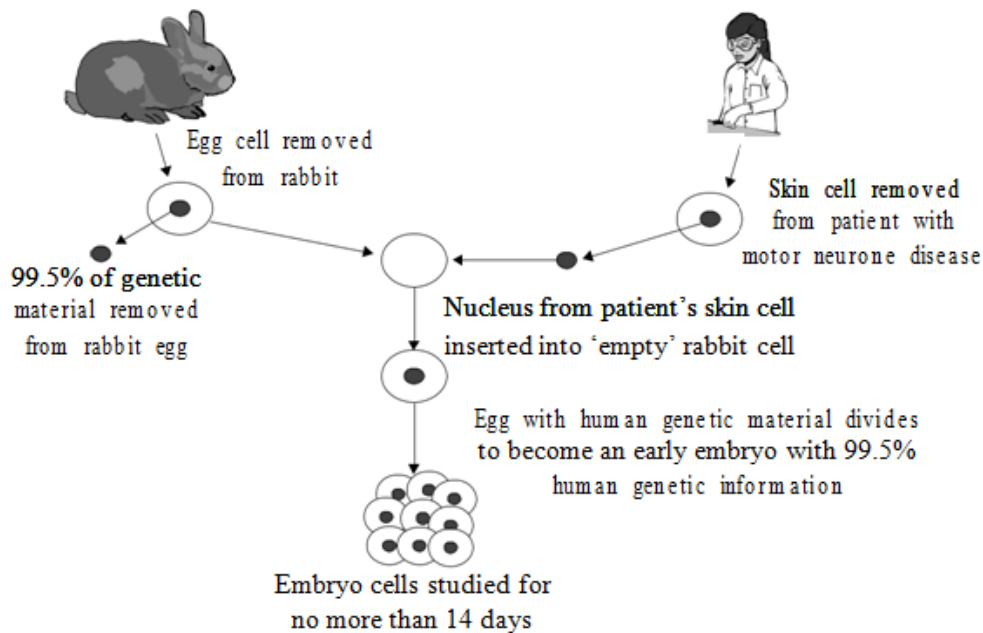 Egg cell removed
from rabbit
Skin cell removed
from patient with
motor neurone disease
99.5% of genetic
material removed
from rabbit egg
Nucleus from patient’s skin cell
inserted into ‘empty’ rabbit cell
Egg with human genetic material divides
to become an early embryo with 99.5%
human genetic information
Embryo cells studied for
no more than 14 days